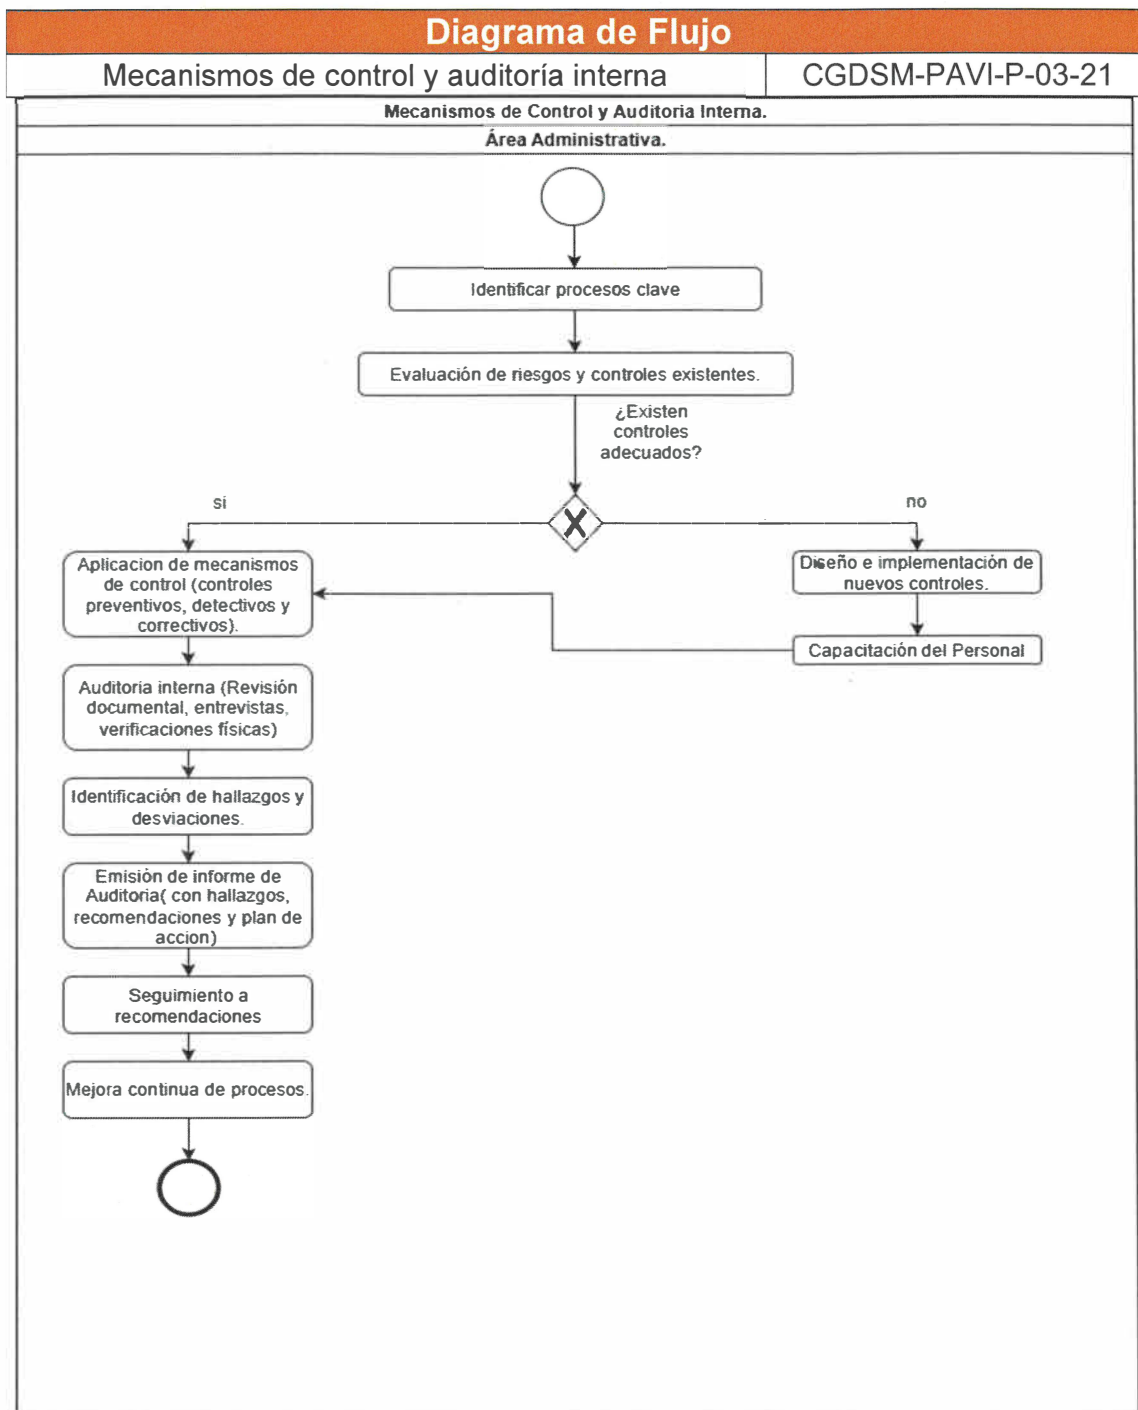 Diagrama de Flujo
Mecanismos de control y auditoría interna
CGDSM-PAVI-P-03-21
Mecanismos de Control y Auditoria Interna.
Área Administrativa.
Identificar procesos clave
Evaluación de riesgos y controles existentes.
¿Existen
controles
adecuados?
si
no
Aplicacion de mecanismos
de control (controles
preventivos, detectivos y
correctivos).
Diseño e implementación de
nuevos controles.
Capacitación del Personal
Auditoria interna (Revisión
documental, entrevistas,
verificaciones físicas)
Identificación de hallazgos y
desviaciones.
Emisión de informe de
Auditoria( con hallazgos,
recomendaciones y plan de
accion)
Seguimiento a
recomendaciones
Mejora continua de procesos.